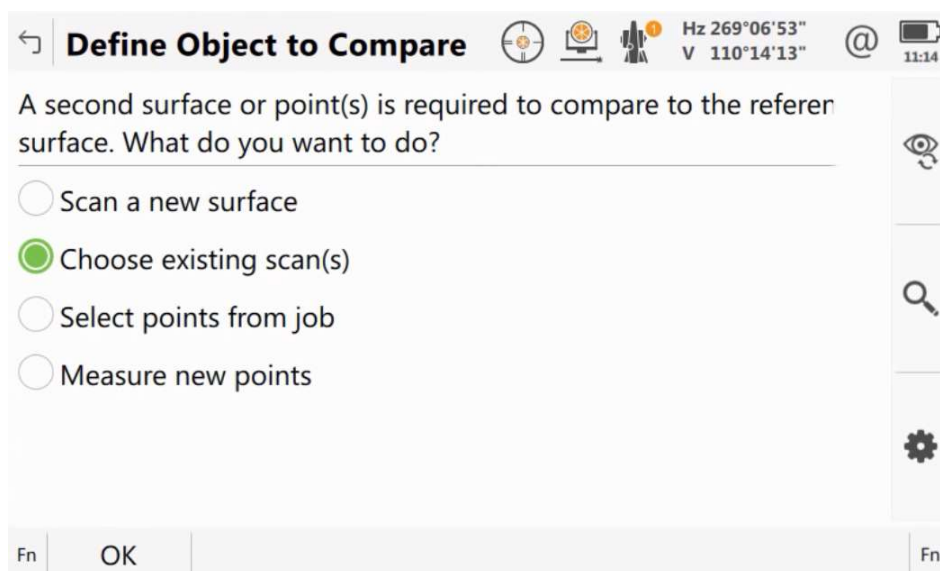 Define Object to Compare
1
Hz 269°06'53"
V 110°14'13"
@
11:14
A second surface or point(s) is required to compare to the referen
surface. What do you want to do?
Scan a new surface
Choose existing scan(s)
Select points from job
Measure new points
Fn OK Fn